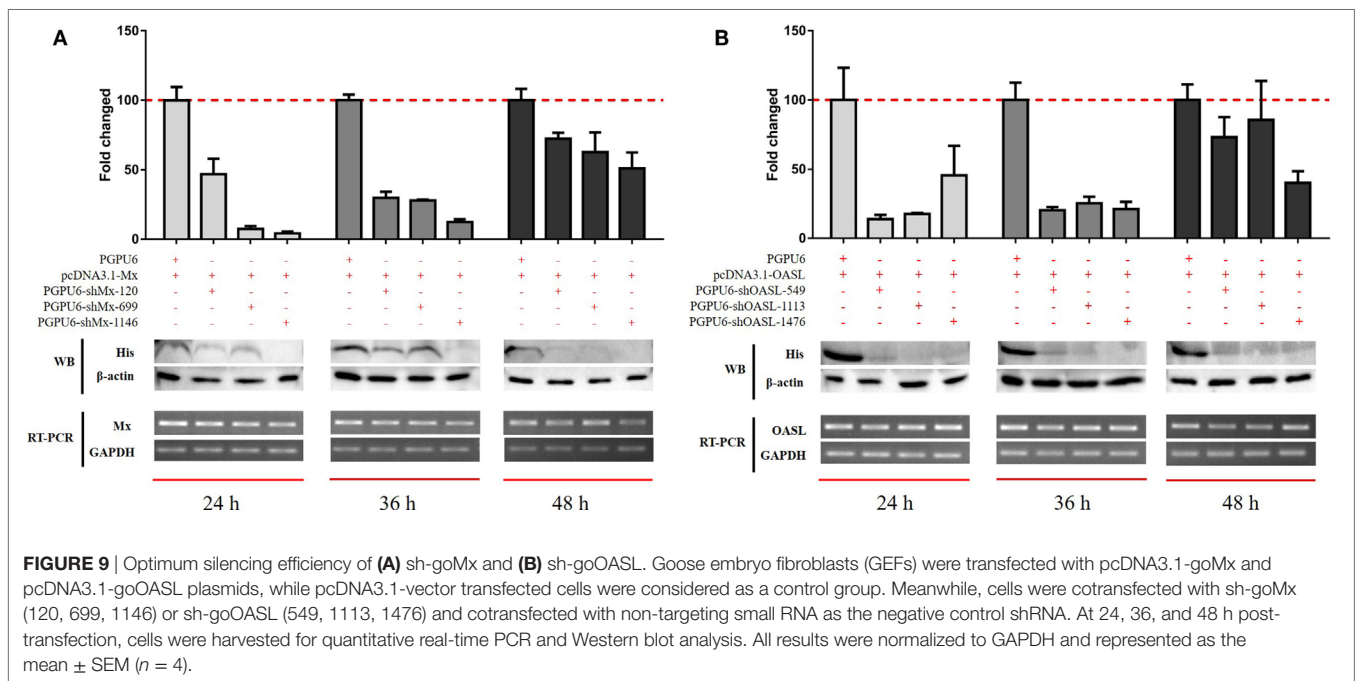 A
Fold changed
100
50
0
PGPU6 + - - - + - - - + - - -
pcDNA3.1-Mx + + + + + + + + + + + +
PGPU6-shMx-120 - + - - - + - - - + - -
PGPU6-shMx-699 - - + - - - + - - - + -
PGPU6-shMx-1146 - - - + - - - + - - - +
WB
His
β-actin
RT-PCR
Mx
GAPDH
24 h 36 h 48 h
B
Fold changed
100
50
0
PGPU6 + - - - + - - - + - - -
pcDNA3.1-OASL + + + + + + + + + + + +
PGPU6-shOASL-549 - + - - - + - - - + - -
PGPU6-shOASL-1113 - - + - - - + - - - + -
PGPU6-shOASL-1476 - - - + - - - + - - - +
WB
His
β-actin
RT-PCR
OASL
GAPDH
24 h 36 h 48 h
FIGURE 9 | Optimum silencing efficiency of (A) sh-goMx and (B) sh-goOASL. Goose embryo fibroblasts (GEFs) were transfected with pcDNA3.1-goMx and
pcDNA3.1-goOASL plasmids, while pcDNA3.1-vector transfected cells were considered as a control group. Meanwhile, cells were cotransfected with sh-goMx
(120, 699, 1146) or sh-goOASL (549, 1113, 1476) and cotransfected with non-targeting small RNA as the negative control shRNA. At 24, 36, and 48 h post-
transfection, cells were harvested for quantitative real-time PCR and Western blot analysis. All results were normalized to GAPDH and represented as the
mean ± SEM (n = 4).